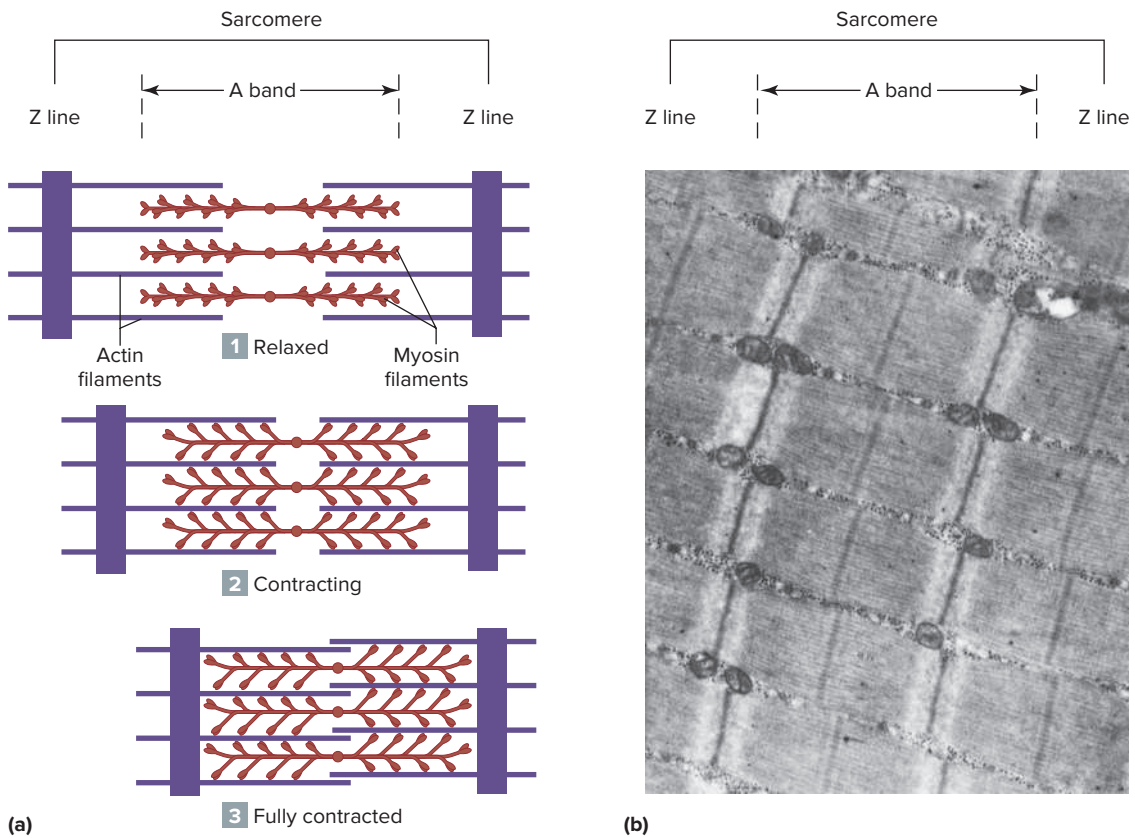 Sarcomere
A band
Z line
Z line
Actin
filaments
1 Relaxed
Myosin
filaments
2 Contracting
3 Fully contracted
(a)
Sarcomere
A band
Z line
Z line
(b)